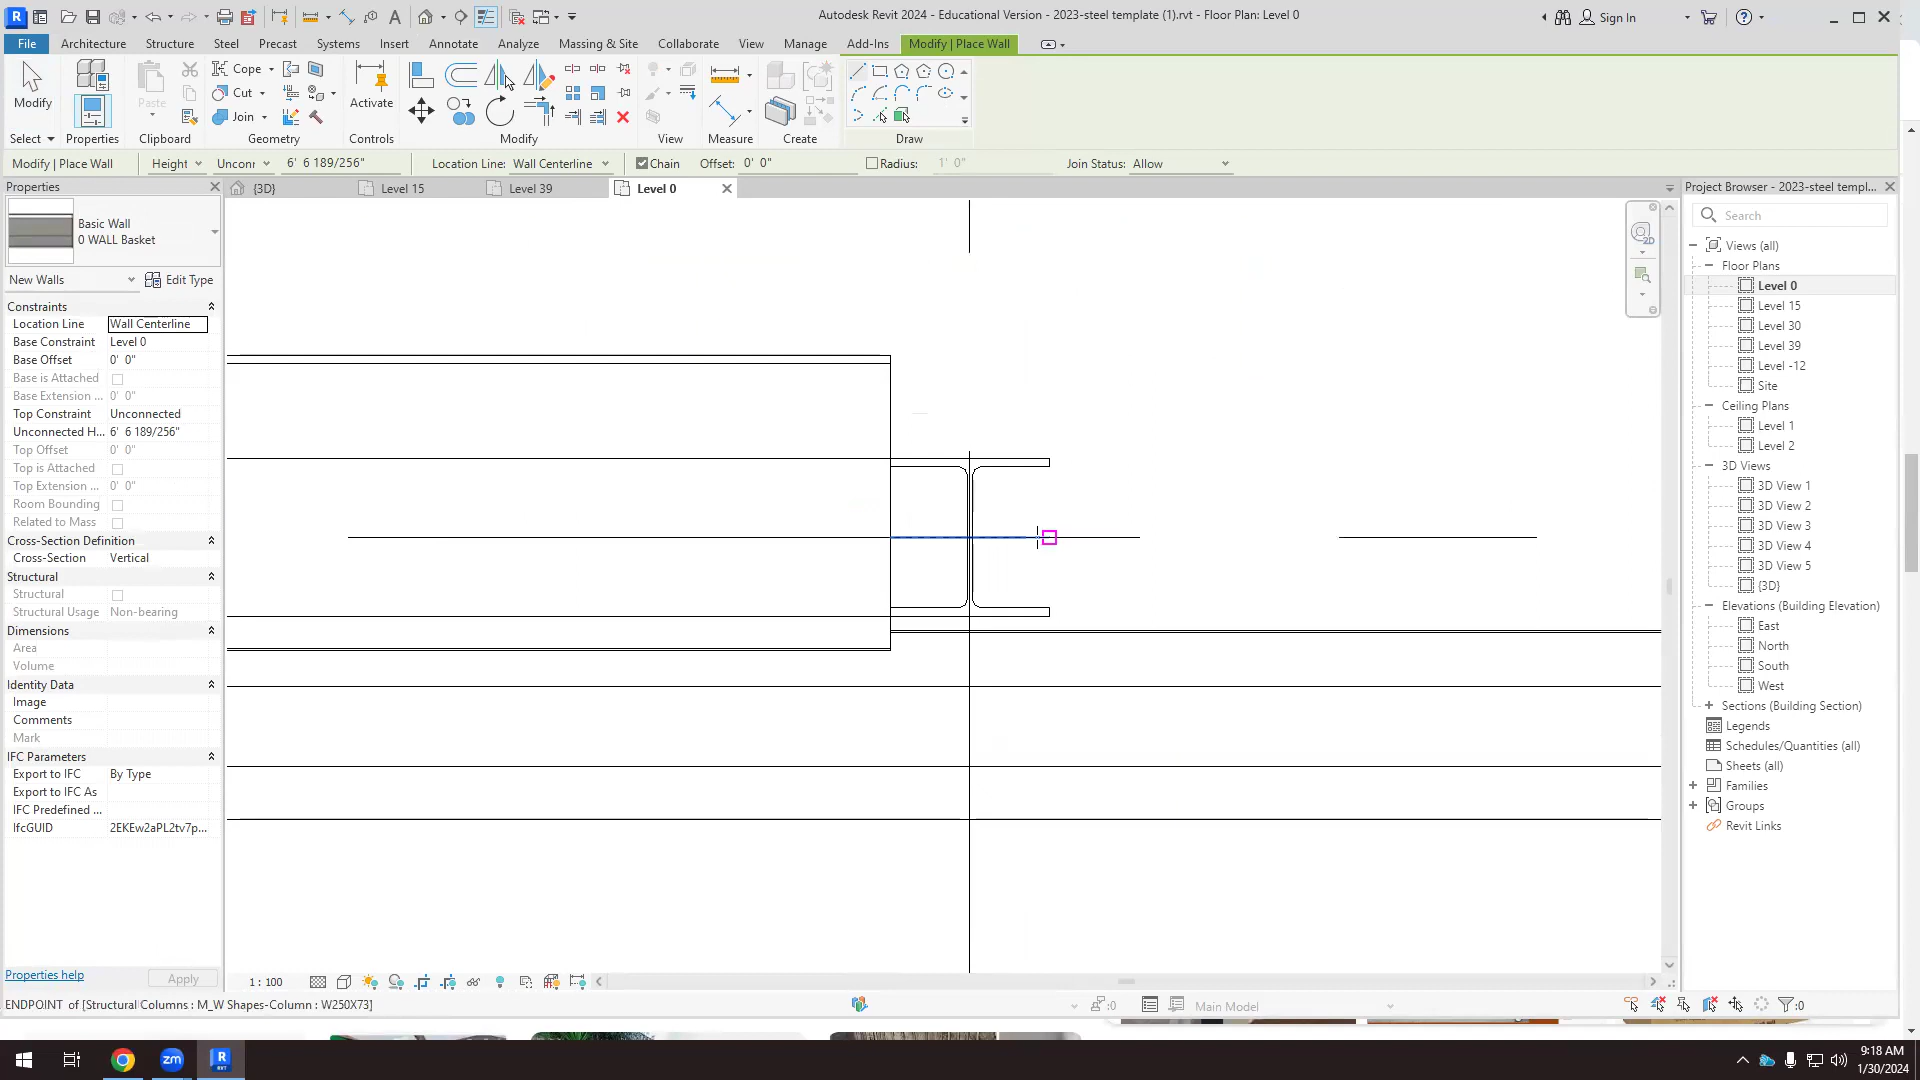 Autodesk Revit 2024 - Educational Version - 2023-steel template (1).rvt - Floor Plan: Level 0
Sign In
File Architecture Structure Steel Precast Systems Insert Annotate Analyze Massing & Site Collaborate View Manage Add-Ins Modify | Place Wall
Modify
Paste
Cope
Cut
Join
Activate
Select Properties Clipboard Geometry Controls Modify View Measure Create Draw
Modify | Place Wall Height Unconr 6' 6 189/256" Location Line: Wall Centerline Chain Offset: 0' 0" Radius: 1' 0" Join Status: Allow
Properties
{3D} Level 15 Level 39 Level 0
Basic Wall
0 WALL Basket
New Walls Edit Type
Constraints
Location Line Wall Centerline
Base Constraint Level 0
Base Offset 0' 0"
Base is Attached
Base Extension ... 0' 0"
Top Constraint Unconnected
Unconnected H... 6' 6 189/256"
Top Offset 0' 0"
Top is Attached
Top Extension ... 0' 0"
Room Bounding
Related to Mass
Cross-Section Definition
Cross-Section Vertical
Structural
Structural
Structural Usage Non-bearing
Dimensions
Area
Volume
Identity Data
Image
Comments
Mark
IFC Parameters
Export to IFC By Type
Export to IFC As
IFC Predefined ...
IfcGUID 2EKEw2aPL2tv7p...
Properties help Apply
2D
Project Browser - 2023-steel templ...
Search
Views (all)
Floor Plans
Level 0
Level 15
Level 30
Level 39
Level -12
Site
Ceiling Plans
Level 1
Level 2
3D Views
3D View 1
3D View 2
3D View 3
3D View 4
3D View 5
{3D}
Elevations (Building Elevation)
East
North
South
West
Sections (Building Section)
Legends
Schedules/Quantities (all)
Sheets (all)
Families
Groups
Revit Links
1 : 100
ENDPOINT of [Structural Columns : M_W Shapes-Column : W250X73]
:0
Main Model
:0
zm
R
RVT
9:18 AM
1/30/2024